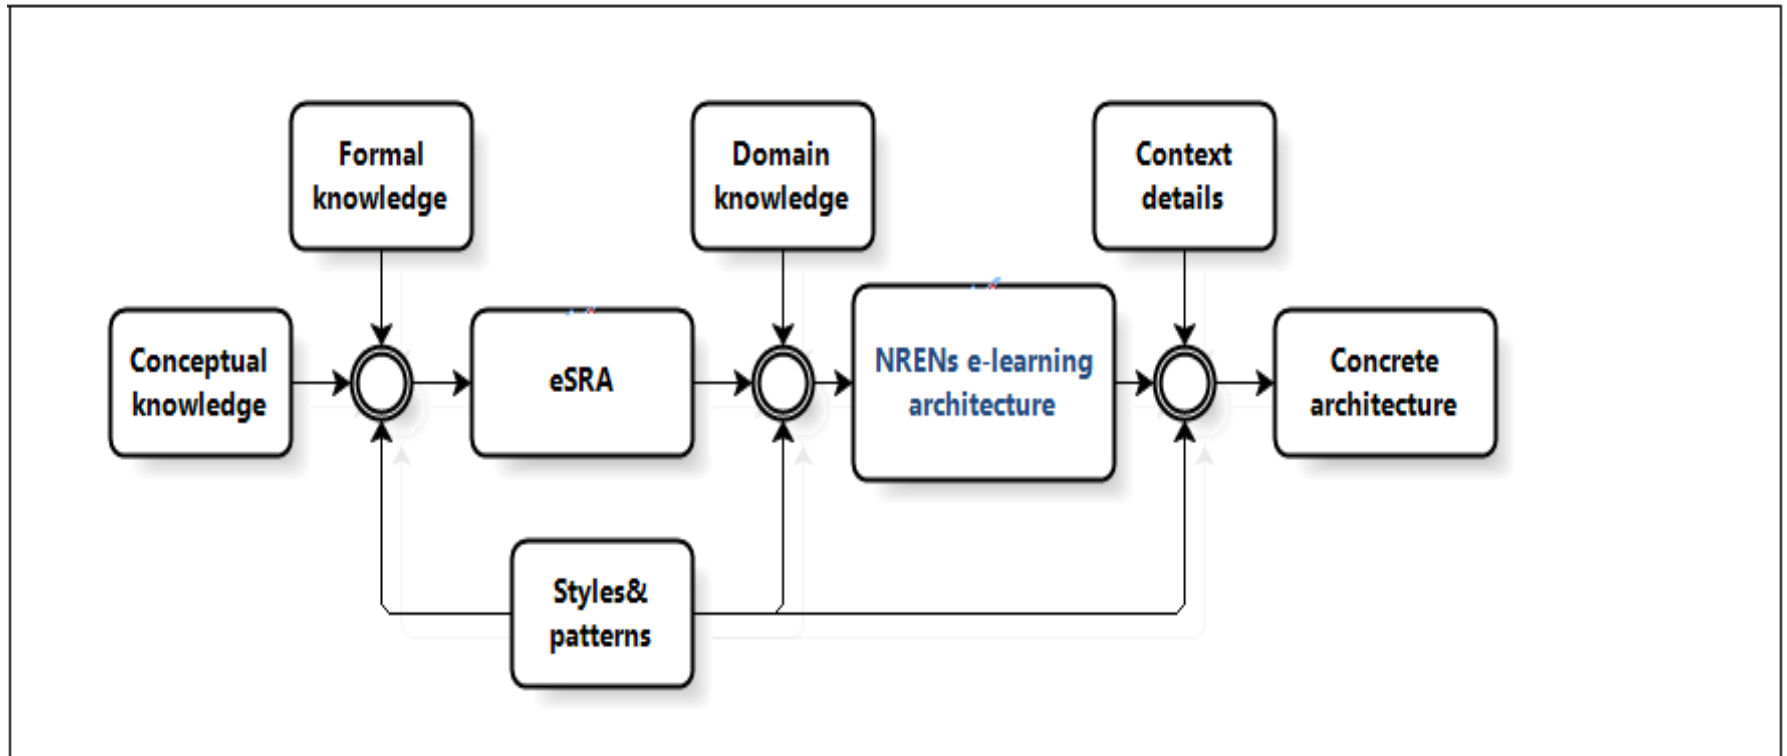 Formal
knowledge
Domain
knowledge
Context
details
Conceptual
knowledge
eSRA
NRENs e-learning
architecture
Concrete
architecture
Styles&
patterns